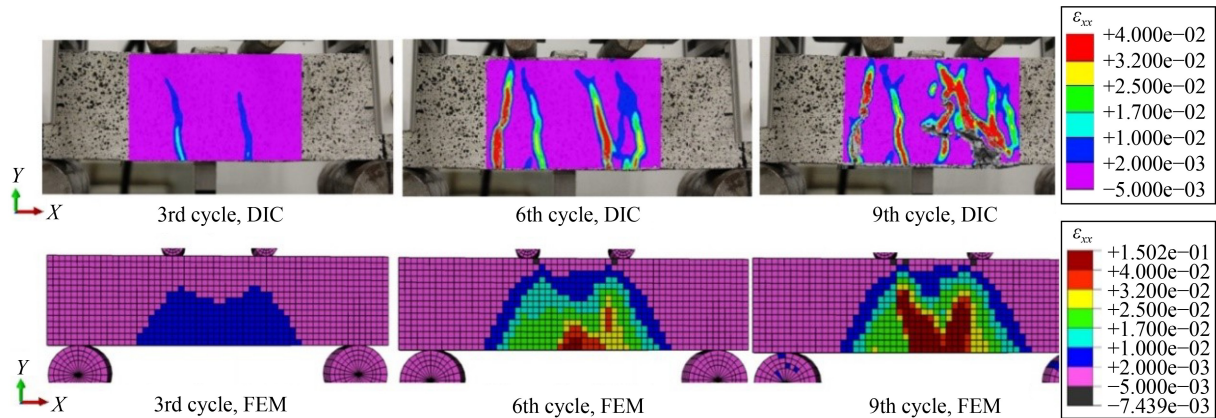 ε_xx
+4.000e−02
+3.200e−02
+2.500e−02
+1.700e−02
+1.000e−02
+2.000e−03
−5.000e−03
Y
X
3rd cycle, DIC
6th cycle, DIC
9th cycle, DIC
ε_xx
+1.502e−01
+4.000e−02
+3.200e−02
+2.500e−02
+1.700e−02
+1.000e−02
+2.000e−03
−5.000e−03
−7.439e−03
Y
X
3rd cycle, FEM
6th cycle, FEM
9th cycle, FEM